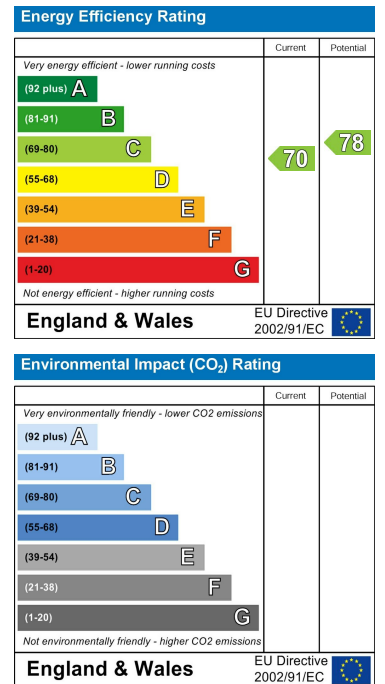 Energy Efficiency Rating
Current Potential
Very energy efficient - lower running costs
(92 plus) A
(81-91) B
(69-80) C
(55-68) D
(39-54) E
(21-38) F
(1-20) G
70 78
Not energy efficient - higher running costs
England & Wales
EU Directive
2002/91/EC
Environmental Impact (CO₂) Rating
Current Potential
Very environmentally friendly - lower CO2 emissions
(92 plus) A
(81-91) B
(69-80) C
(55-68) D
(39-54) E
(21-38) F
(1-20) G
Not environmentally friendly - higher CO2 emissions
England & Wales
EU Directive
2002/91/EC